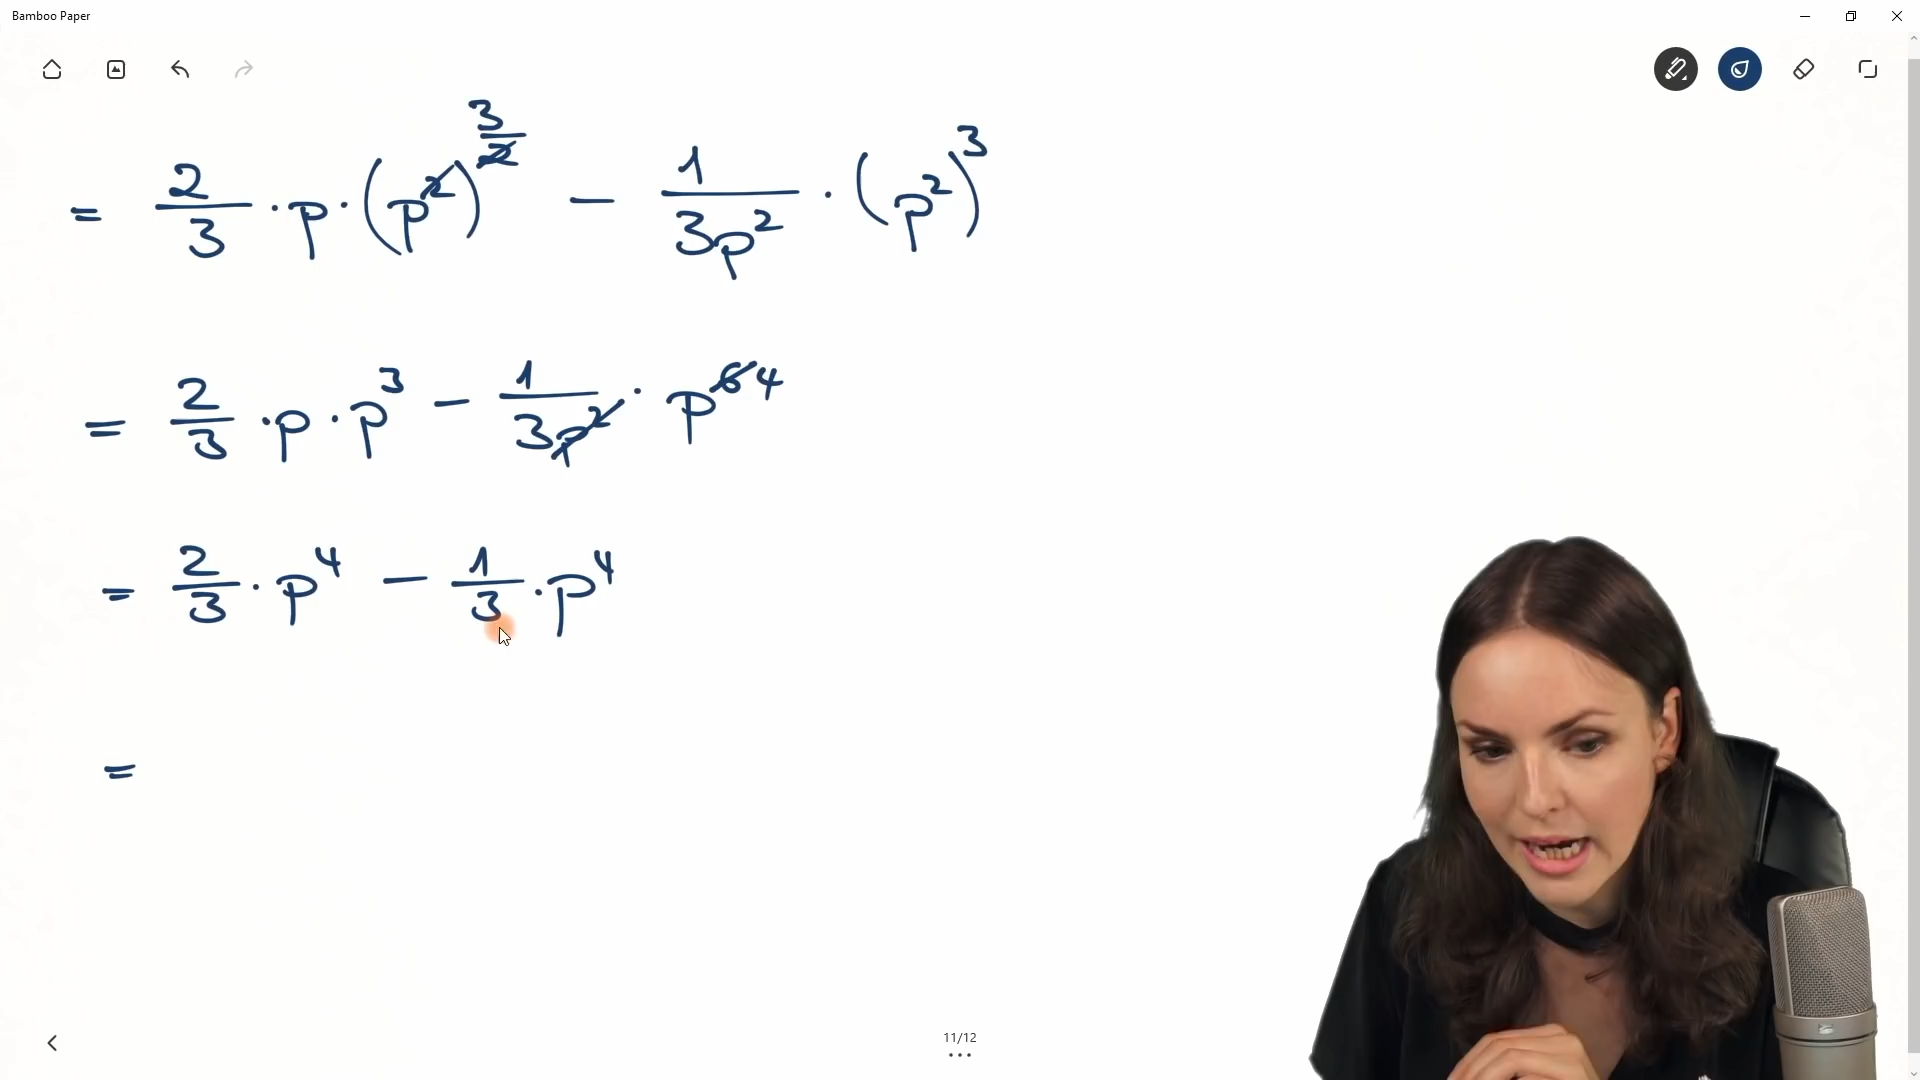 Bamboo Paper
= 2/3 · p · (p²)^(3/2) − 1/(3p²) · (p²)³
= 2/3 · p · p³ − 1/(3p²) · p⁶ 4
= 2/3 · p⁴ − 1/3 · p⁴
=
11/12